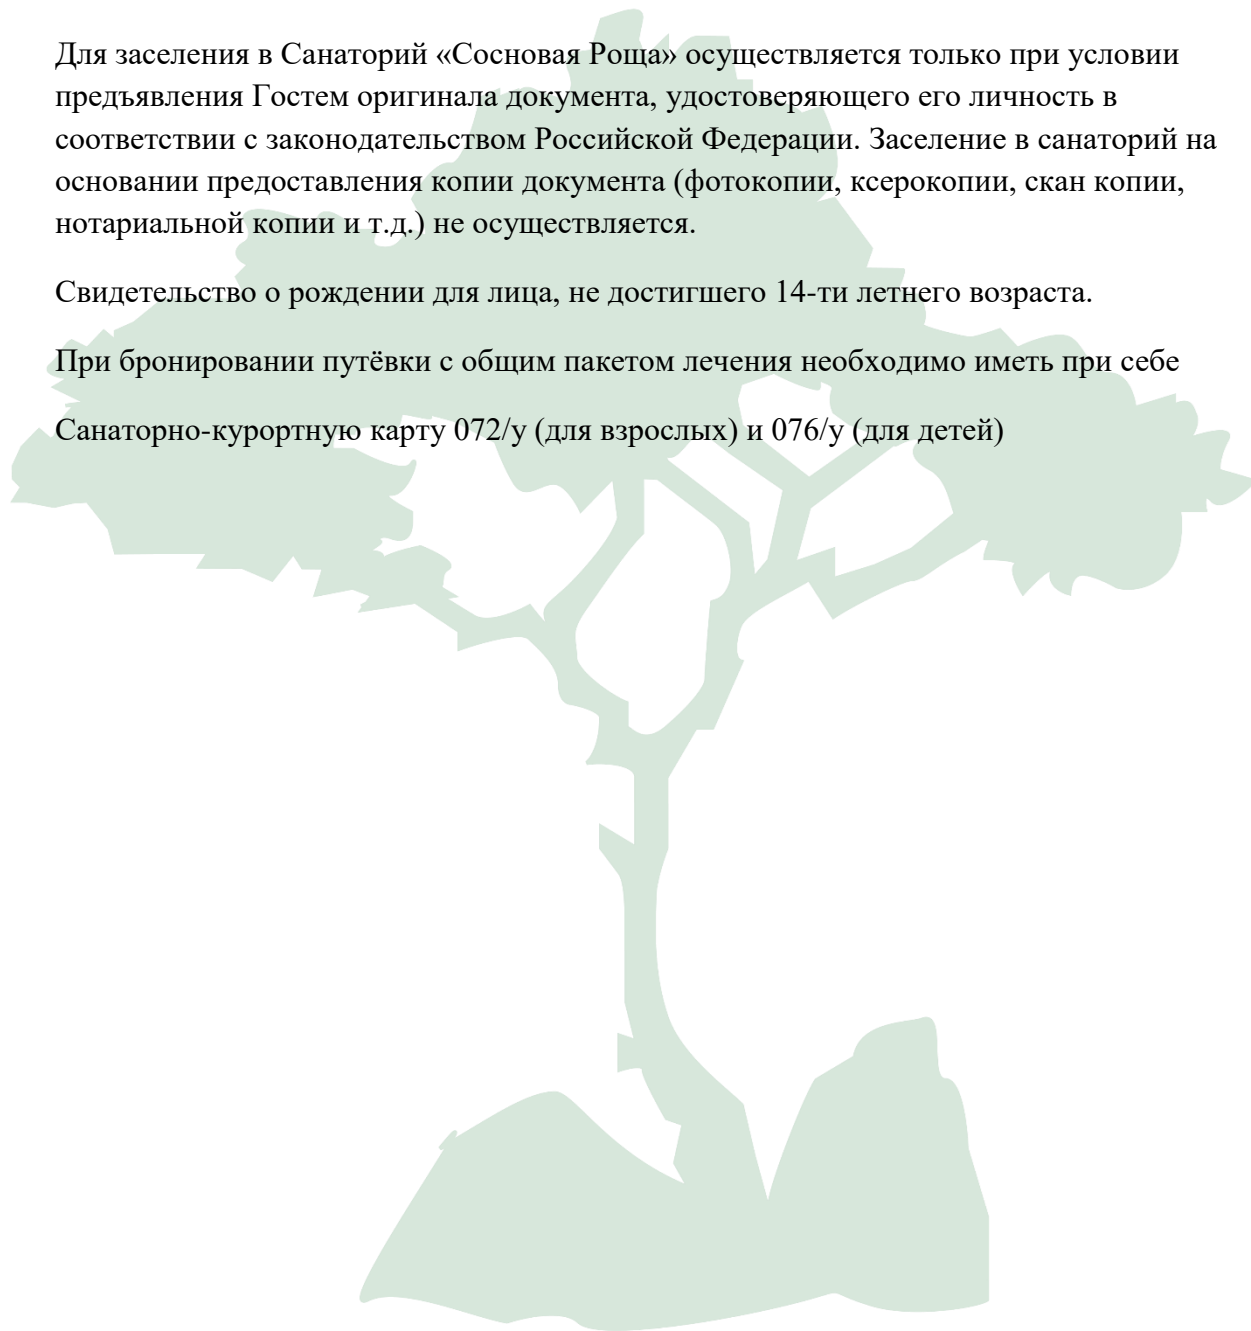 Для заселения в Санаторий «Сосновая Роща» осуществляется только при условии
предъявления Гостем оригинала документа, удостоверяющего его личность в
соответствии с законодательством Российской Федерации. Заселение в санаторий на
основании предоставления копии документа (фотокопии, ксерокопии, скан копии,
нотариальной копии и т.д.) не осуществляется.
Свидетельство о рождении для лица, не достигшего 14-ти летнего возраста.
При бронировании путёвки с общим пакетом лечения необходимо иметь при себе
Санаторно-курортную карту 072/у (для взрослых) и 076/у (для детей)